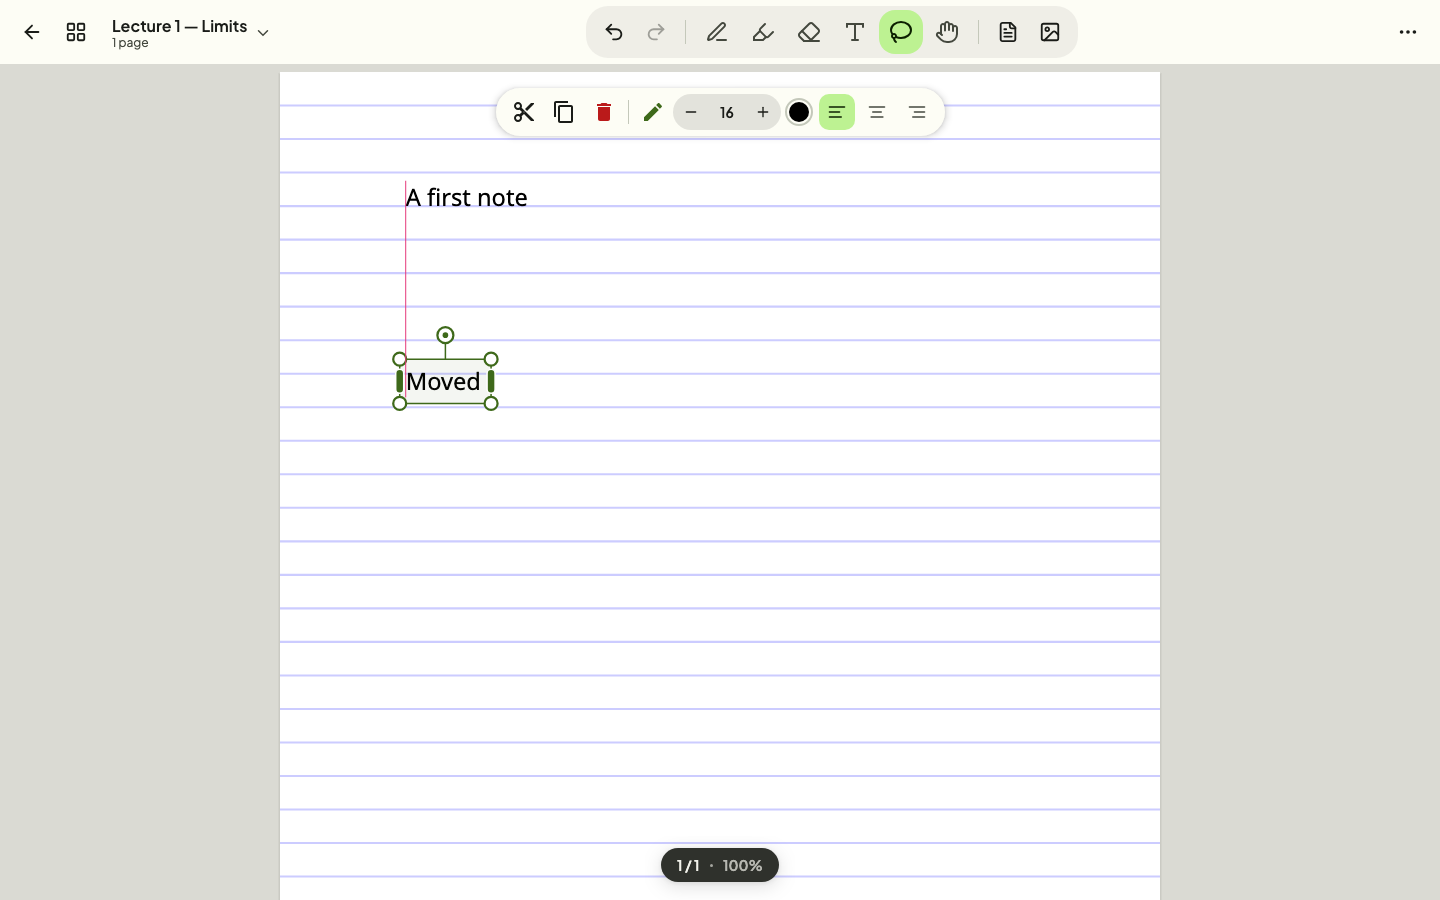 Lecture 1 — Limits
1 page
16
A first note
Moved
1 / 1 · 100%